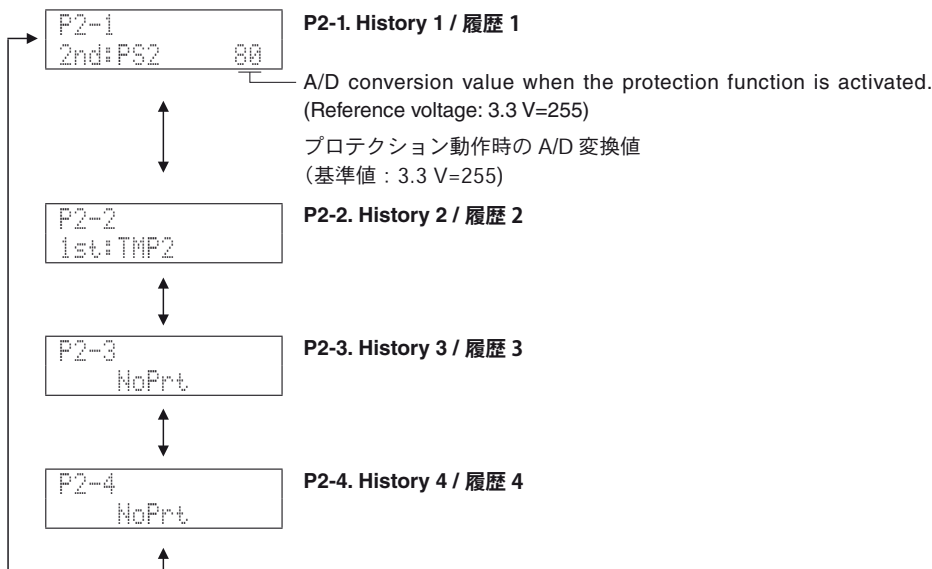 P2-1
2nd:PS2 80
P2-1. History 1 / 履歴 1
A/D conversion value when the protection function is activated.
(Reference voltage: 3.3 V=255)
プロテクション動作時の A/D 変換値
（基準値：3.3 V=255)
P2-2
1st:TMP2
P2-2. History 2 / 履歴 2
P2-3
NoPrt
P2-3. History 3 / 履歴 3
P2-4
NoPrt
P2-4. History 4 / 履歴 4